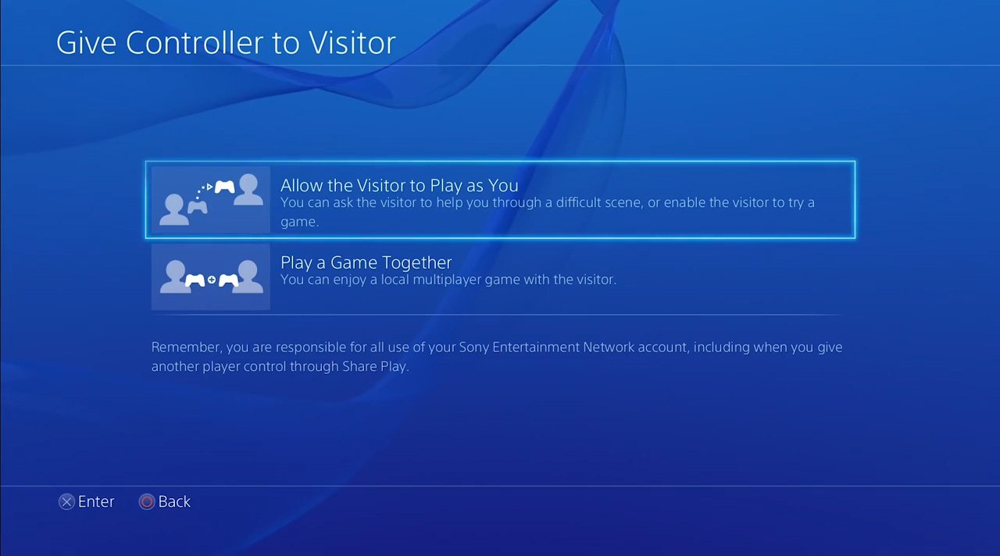 Give Controller to Visitor
Allow the Visitor to Play as You
You can ask the visitor to help you through a difficult scene, or enable the visitor to try a
game.
Play a Game Together
You can enjoy a local multiplayer game with the visitor.
Remember, you are responsible for all use of your Sony Entertainment Network account, including when you give
another player control through Share Play.
Enter Back